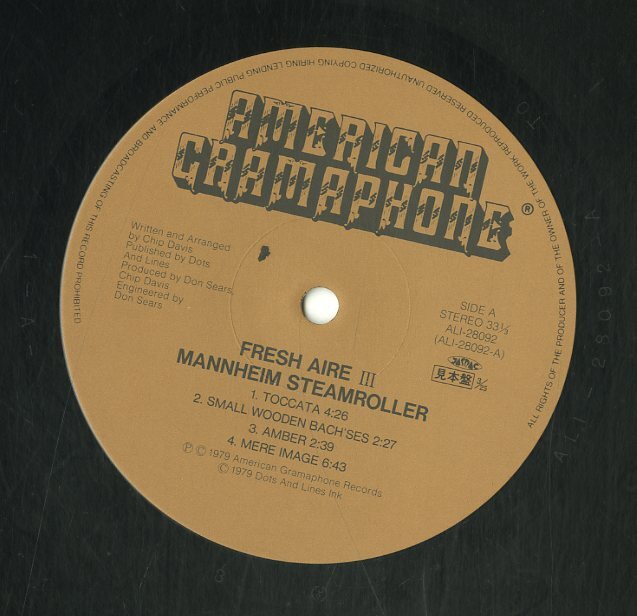 ALL RIGHTS OF THE PRODUCER AND OF THE OWNER OF THE WORK REPRODUCED RESERVED UNAUTHORIZED COPYING HIRING LENDING PUBLIC PERFORMANCE AND BROADCASTING OF THIS RECORD PROHIBITED
AMERICAN
GRAMAPHONE®
Written and Arranged
by Chip Davis
Published by Dots
And Lines
Produced by Don Sears,
Chip Davis
Engineered by
Don Sears
SIDE A
STEREO 33⅓
ALI-28092
(ALI-28092-A)
見本盤
FRESH AIRE III
MANNHEIM STEAMROLLER
1. TOCCATA 4:26
2. SMALL WOODEN BACH'SES 2:27
3. AMBER 2:39
4. MERE IMAGE 6:43
℗ © 1979 American Gramaphone Records
© 1979 Dots And Lines Ink